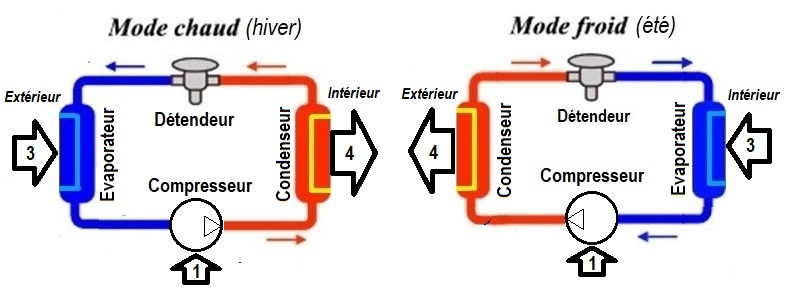 Mode chaud (hiver)
Extérieur
Intérieur
Détendeur
Evaporateur
Condenseur
3
4
Compresseur
1
Mode froid (été)
Extérieur
Intérieur
Détendeur
Condenseur
Evaporateur
4
3
Compresseur
1